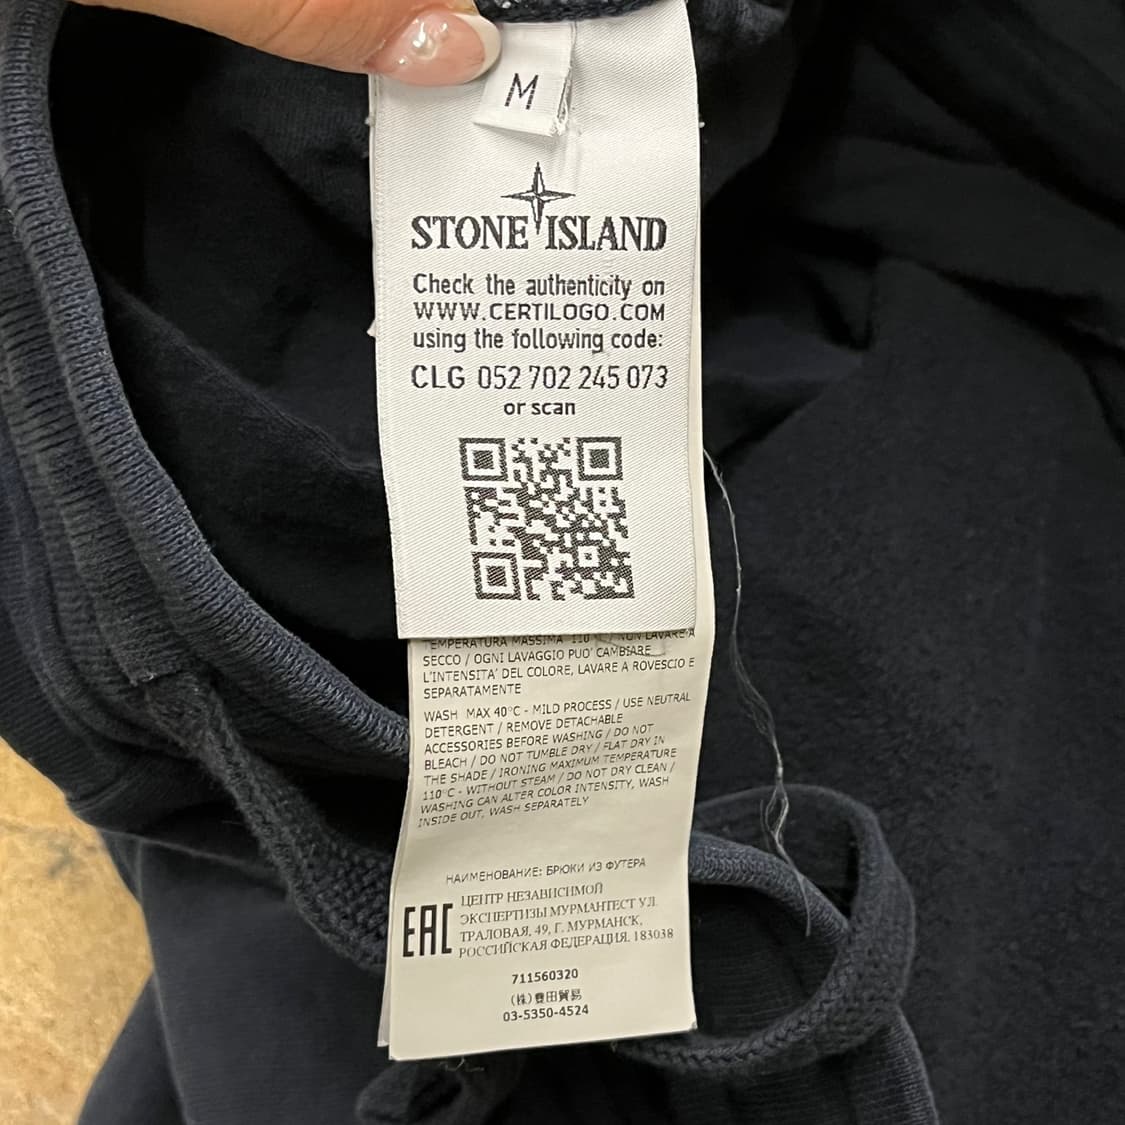 M
STONE ISLAND
Check the authenticity on
WWW.CERTILOGO.COM
using the following code:
CLG 052 702 245 073
or scan
TEMPERATURA MASSIMA 110°C / NON LAVARE A
SECCO / OGNI LAVAGGIO PUO' CAMBIARE
L'INTENSITA' DEL COLORE, LAVARE A ROVESCIO E
SEPARATAMENTE
WASH MAX 40°C - MILD PROCESS / USE NEUTRAL
DETERGENT / REMOVE DETACHABLE
ACCESSORIES BEFORE WASHING / DO NOT
BLEACH / DO NOT TUMBLE DRY / FLAT DRY IN
THE SHADE / IRONING MAXIMUM TEMPERATURE
110°C - WITHOUT STEAM / DO NOT DRY CLEAN /
WASHING CAN ALTER COLOR INTENSITY, WASH
INSIDE OUT, WASH SEPARATELY
НАИМЕНОВАНИЕ: БРЮКИ ИЗ ФУТЕРА
EAC
ЦЕНТР НЕЗАВИСИМОЙ
ЭКСПЕРТИЗЫ МУРМАНТЕСТ УЛ.
ТРАЛОВАЯ, 49, Г. МУРМАНСК,
РОССИЙСКАЯ ФЕДЕРАЦИЯ. 183038
711560320
(株)豊田貿易
03-5350-4524